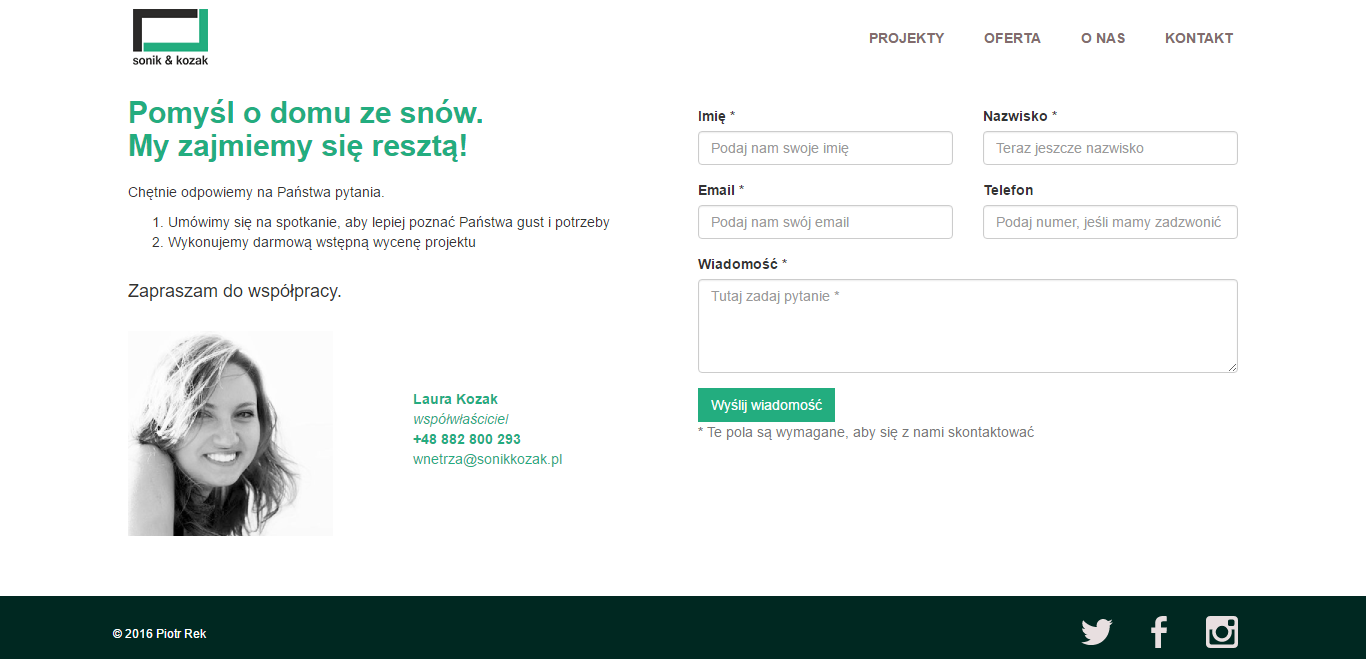 sonik & kozak
PROJEKTY OFERTA O NAS KONTAKT
Pomyśl o domu ze snów.
My zajmiemy się resztą!
Chętnie odpowiemy na Państwa pytania.
1. Umówimy się na spotkanie, aby lepiej poznać Państwa gust i potrzeby
2. Wykonujemy darmową wstępną wycenę projektu
Zapraszam do współpracy.
Laura Kozak
współwłaściciel
+48 882 800 293
wnetrza@sonikkozak.pl
Imię * Nazwisko *
Podaj nam swoje imię Teraz jeszcze nazwisko
Email * Telefon
Podaj nam swój email Podaj numer, jeśli mamy zadzwonić
Wiadomość *
Tutaj zadaj pytanie *
Wyślij wiadomość
* Te pola są wymagane, aby się z nami skontaktować
© 2016 Piotr Rek